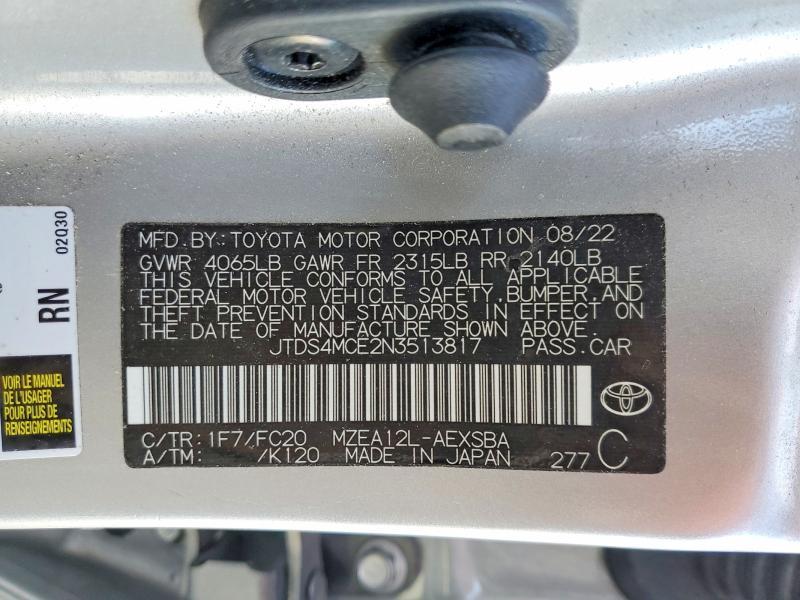 MFD.BY: TOYOTA MOTOR CORPORATION 08/22
GVWR 4065LB GAWR FR 2315LB RR 2140LB
THIS VEHICLE CONFORMS TO ALL APPLICABLE
FEDERAL MOTOR VEHICLE SAFETY,BUMPER,AND
THEFT PREVENTION STANDARDS IN EFFECT ON
THE DATE OF MANUFACTURE SHOWN ABOVE.
JTDS4MCE2N3513817 PASS.CAR
C/TR: 1F7/FC20 MZEA12L-AEXSBA
A/TM: /K120 MADE IN JAPAN 277 C
02Q30
RN
VOIR LE MANUEL
DE L'USAGER
POUR PLUS DE
RENSEIGNEMENTS